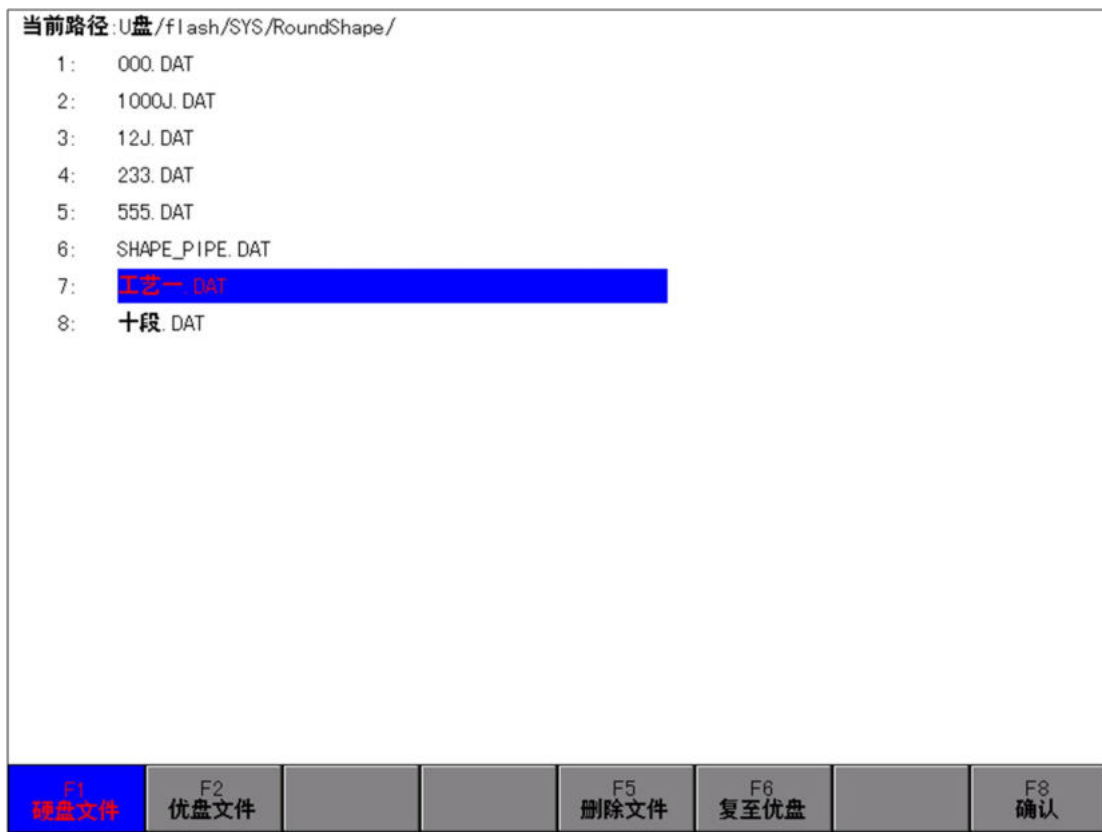 当前路径:U盘/flash/SYS/RoundShape/
1: 000.DAT
2: 1000J.DAT
3: 12J.DAT
4: 233.DAT
5: 555.DAT
6: SHAPE_PIPE.DAT
7: 工艺一.DAT
8: 十段.DAT
F1 F2 F5 F6 F8
硬盘文件 优盘文件 删除文件 复至优盘 确认